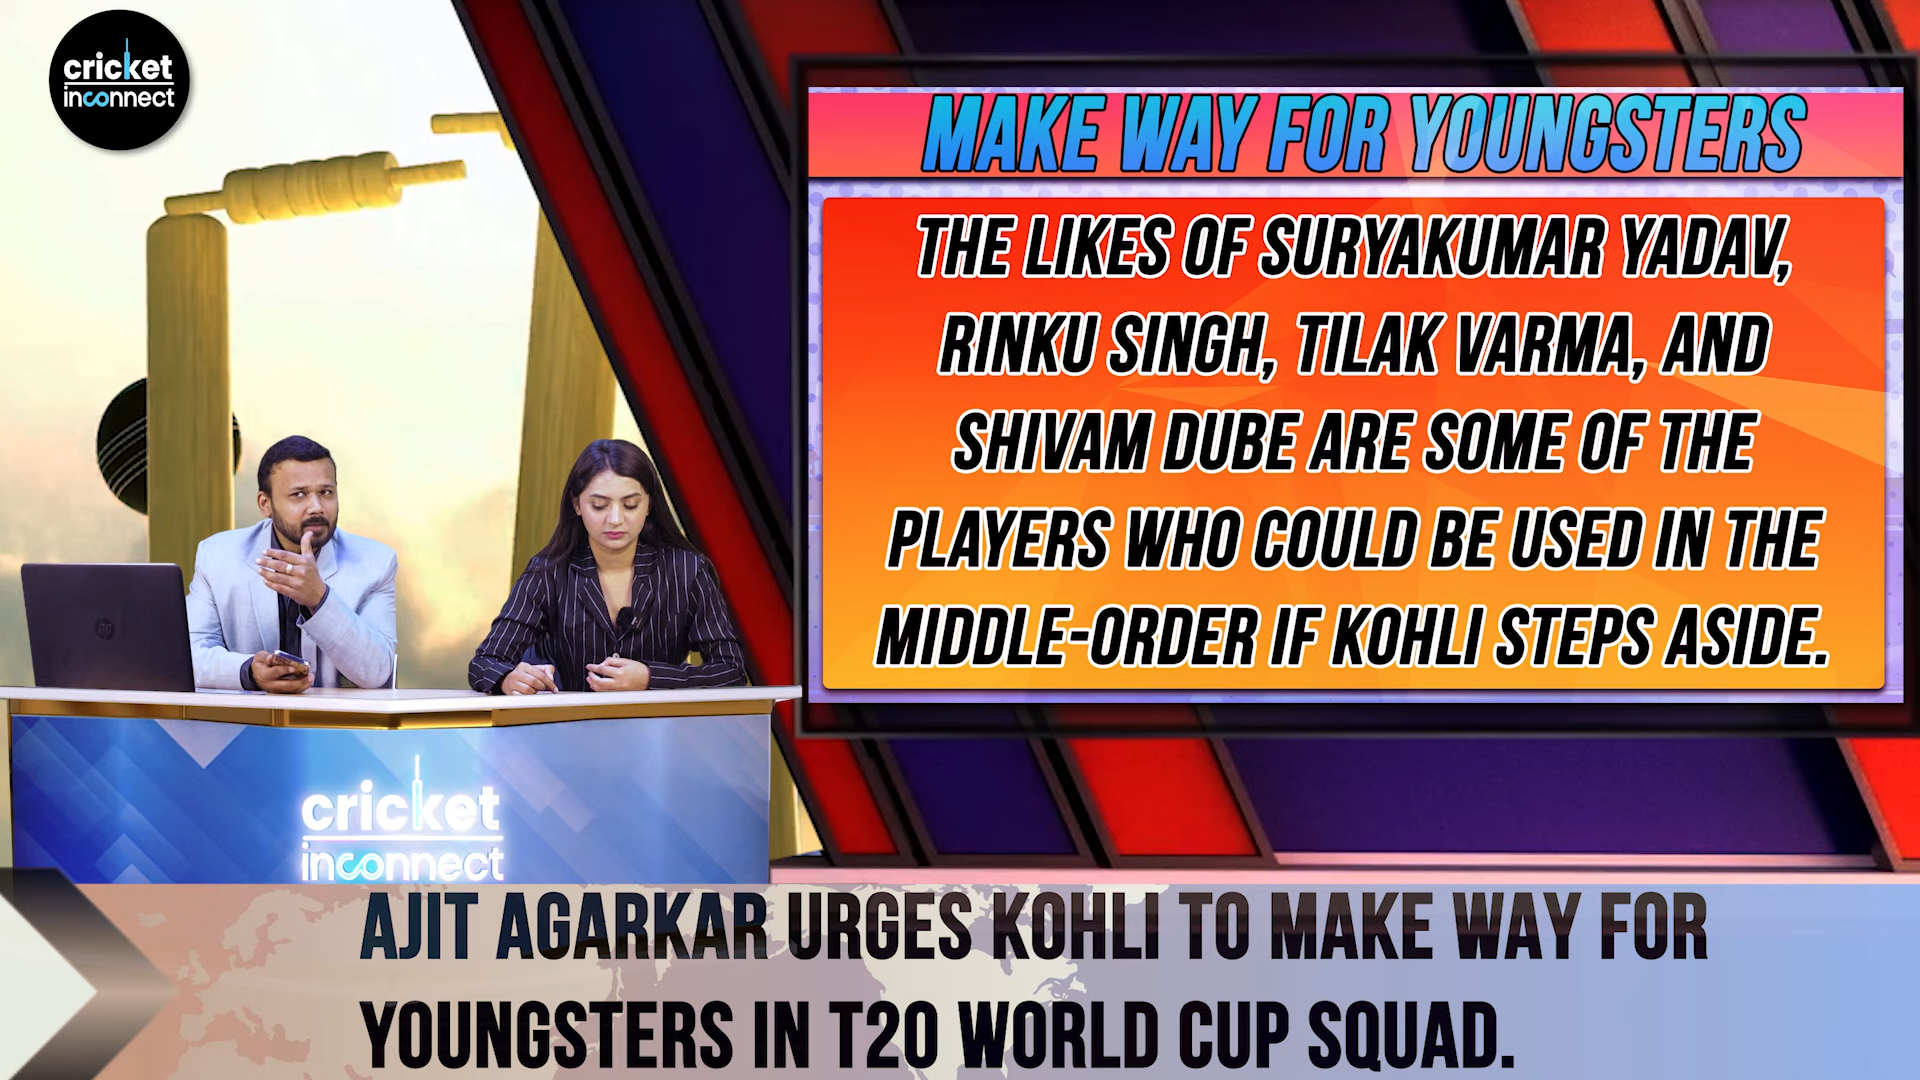 cricket
inconnect
MAKE WAY FOR YOUNGSTERS
THE LIKES OF SURYAKUMAR YADAV,
RINKU SINGH, TILAK VARMA, AND
SHIVAM DUBE ARE SOME OF THE
PLAYERS WHO COULD BE USED IN THE
MIDDLE-ORDER IF KOHLI STEPS ASIDE.
hp
cricket
inconnect
AJIT AGARKAR URGES KOHLI TO MAKE WAY FOR
YOUNGSTERS IN T20 WORLD CUP SQUAD.